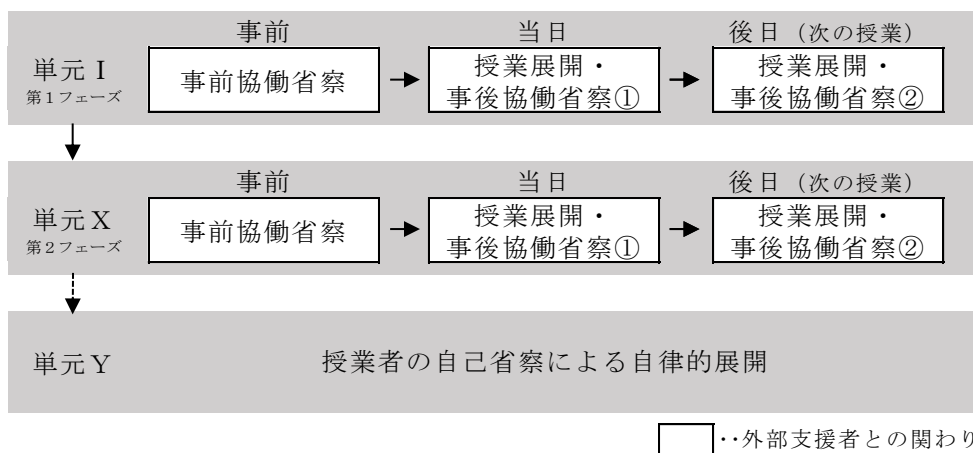 事前 当日 後日（次の授業）
単元Ⅰ
第1フェーズ
事前協働省察
授業展開・
事後協働省察①
授業展開・
事後協働省察②
事前 当日 後日（次の授業）
単元X
第2フェーズ
事前協働省察
授業展開・
事後協働省察①
授業展開・
事後協働省察②
単元Y
授業者の自己省察による自律的展開
‥外部支援者との関わり